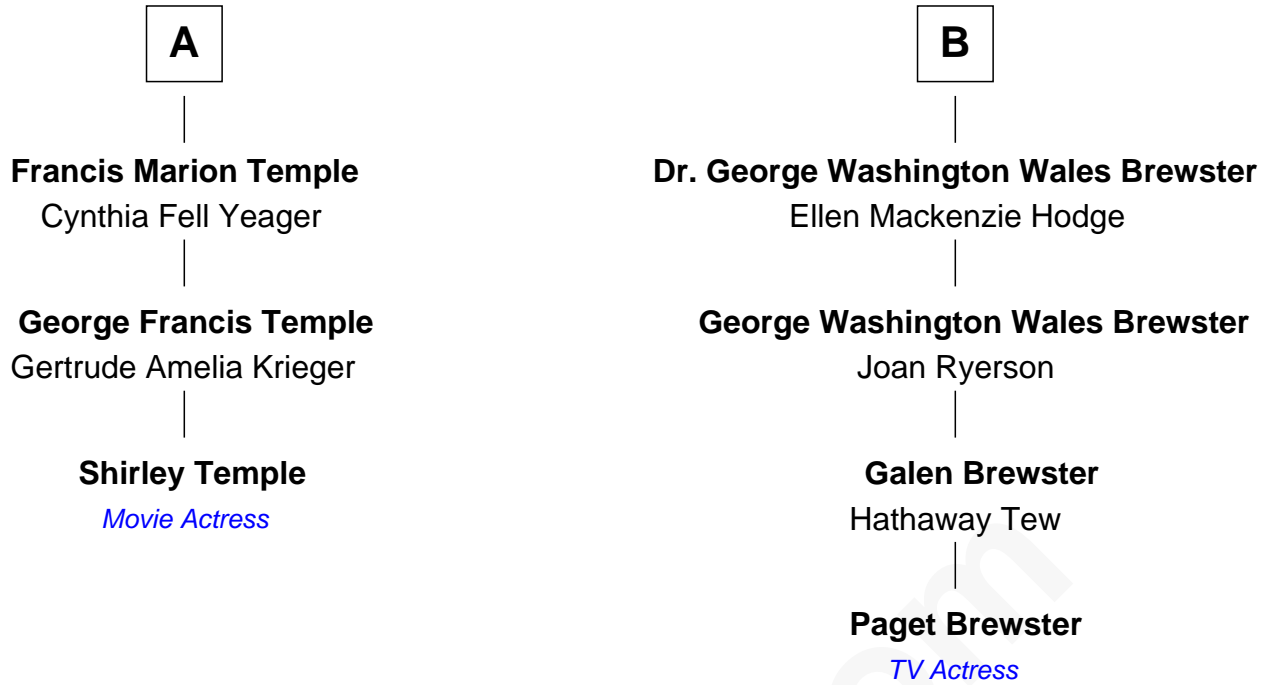 A
Francis Marion Temple
Cynthia Fell Yeager
George Francis Temple
Gertrude Amelia Krieger
Shirley Temple
Movie Actress
B
Dr. George Washington Wales Brewster
Ellen Mackenzie Hodge
George Washington Wales Brewster
Joan Ryerson
Galen Brewster
Hathaway Tew
Paget Brewster
TV Actress